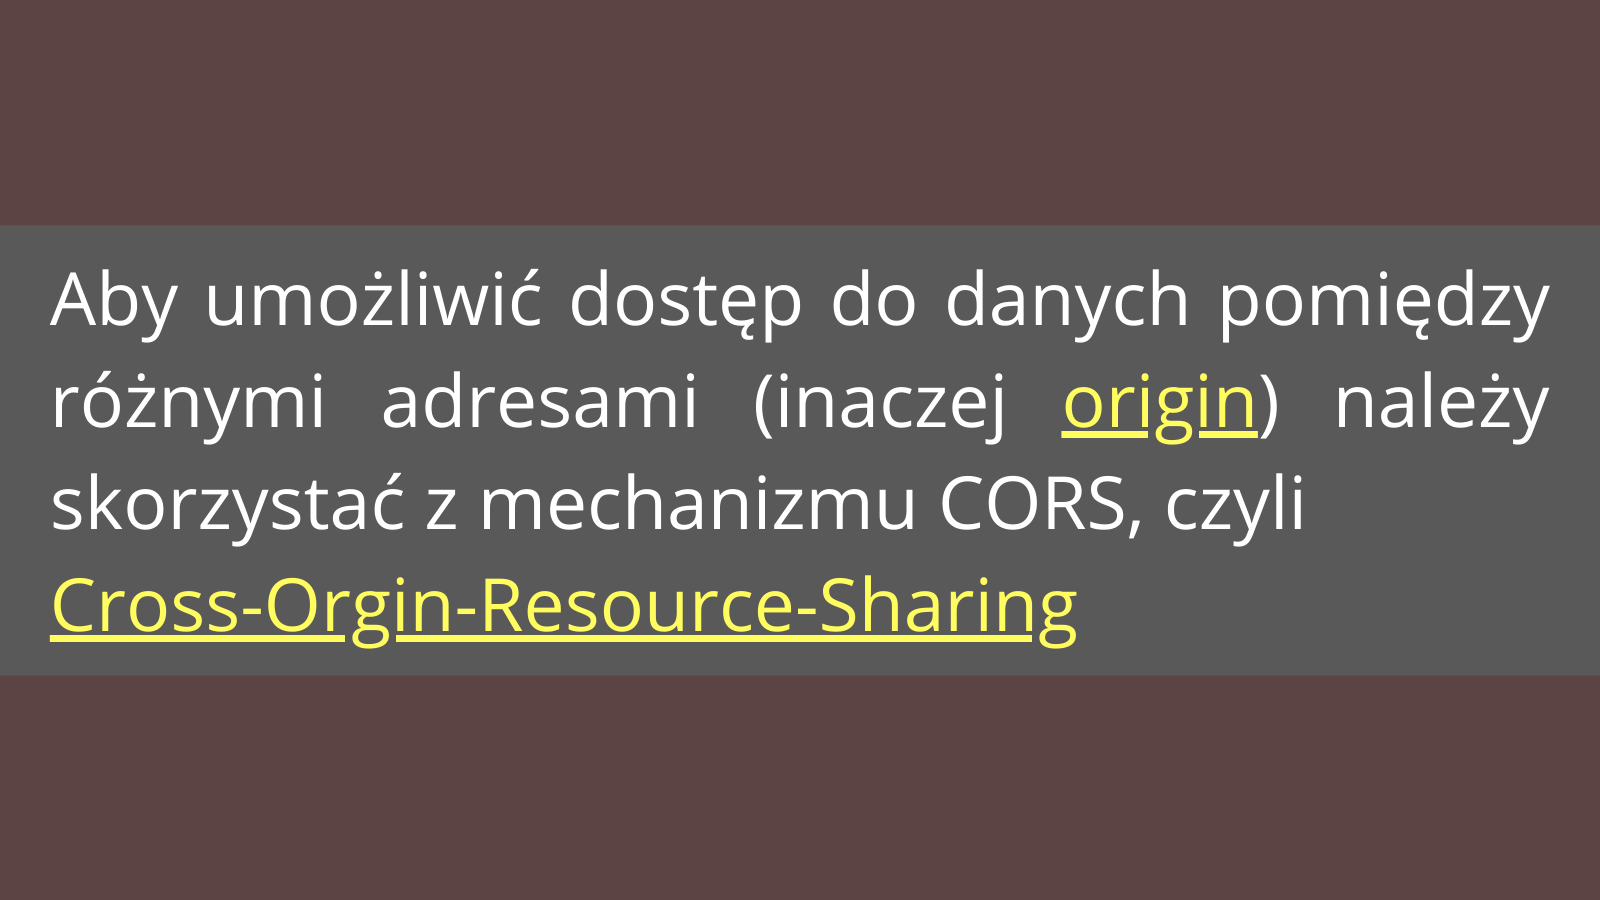 Aby umożliwić dostęp do danych pomiędzy
różnymi adresami (inaczej origin) należy
skorzystać z mechanizmu CORS, czyli
Cross-Orgin-Resource-Sharing